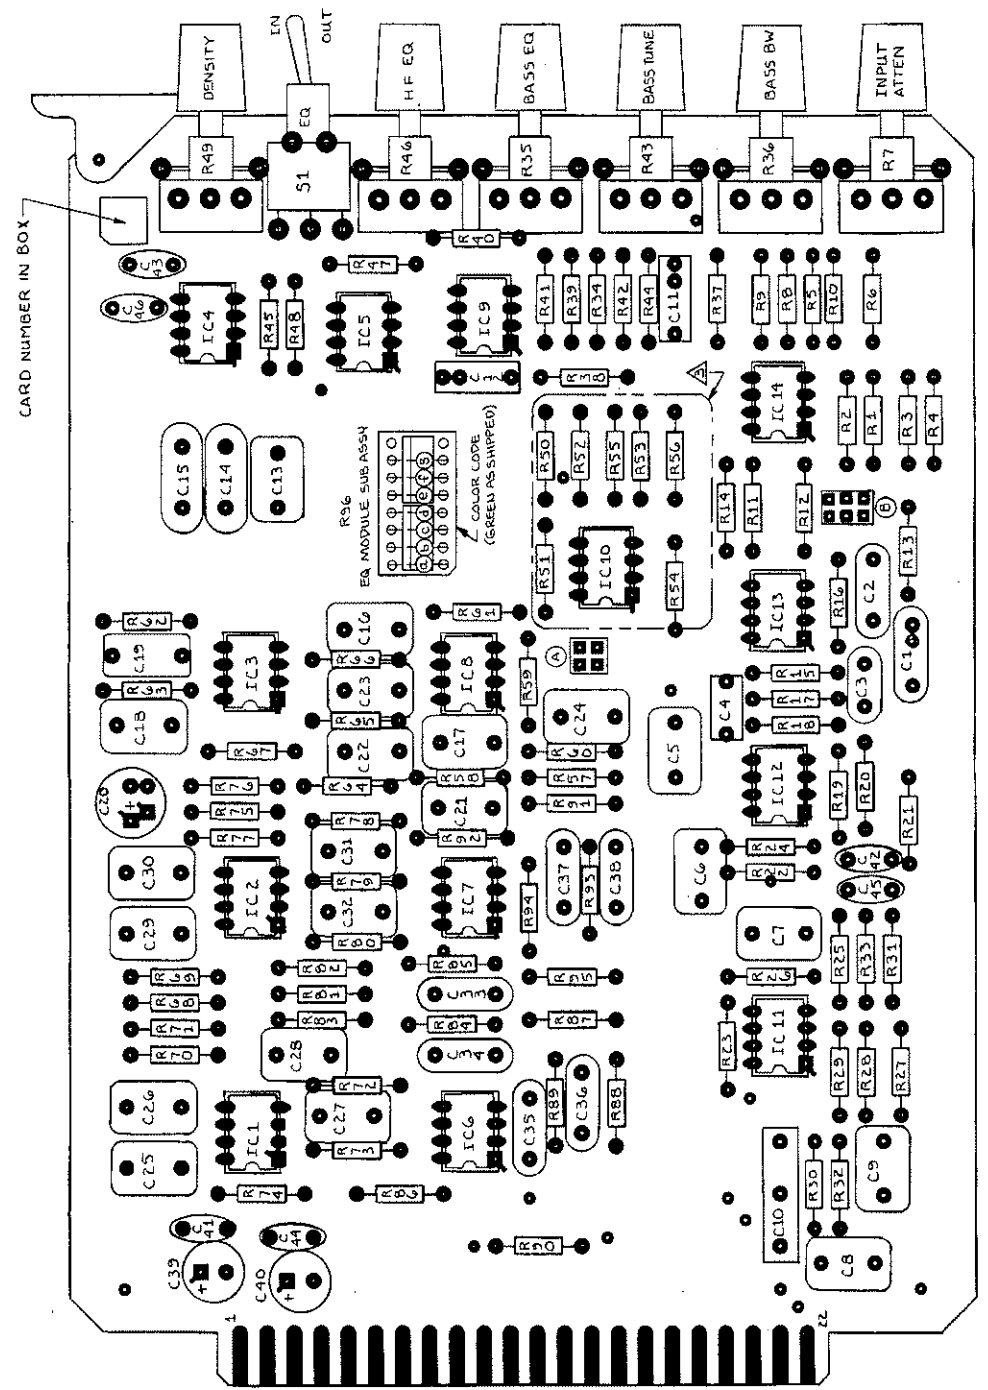 IN
OUT
DENSITY
EQ
HF EQ
BASS EQ
BASS TUNE
BASS BW
INPUT
ATTEN
R49
S1
R46
R35
R43
R36
R7
CARD NUMBER IN BOX
C43
C46
IC4
R45
R48
R47
IC5
R40
IC9
C12
R41
R39
R34
R42
R44
C11
R37
R9
R8
R5
R10
R6
R38
3
IC14
R2
R1
R3
R4
C15
C14
C13
R96
EQ MODULE SUB ASSY
a b c d e f g
COLOR CODE
(GREEN AS SHIPPED)
R50
R52
R55
R53
R56
R51
IC10
R54
R14
R11
R12
B
R13
R62
C19
R63
C18
IC3
C16
R66
C23
R65
C22
R61
IC8
C17
R59
A
C24
C5
C4
IC13
R16
C2
C1
R15
R17
R18
C3
R67
R64
R58
R60
R57
R91
C20
+
R76
R75
R77
R78
C21
R92
IC12
R19
R20
R21
C30
C29
IC2
C31
R79
C32
R80
IC7
R94
C37
R93
C38
C6
R24
R22
C42
C45
C7
R26
R25
R33
R31
R69
R68
R71
R70
R82
R81
R83
R85
C33
R84
C34
R95
R87
R23
IC11
R29
R28
R27
C28
C26
C25
IC1
R72
C27
R73
IC6
C35
R89
C36
R88
R74
R86
R90
C10
R30
R32
C9
C8
C41
C39
+
C44
C40
+
1
22